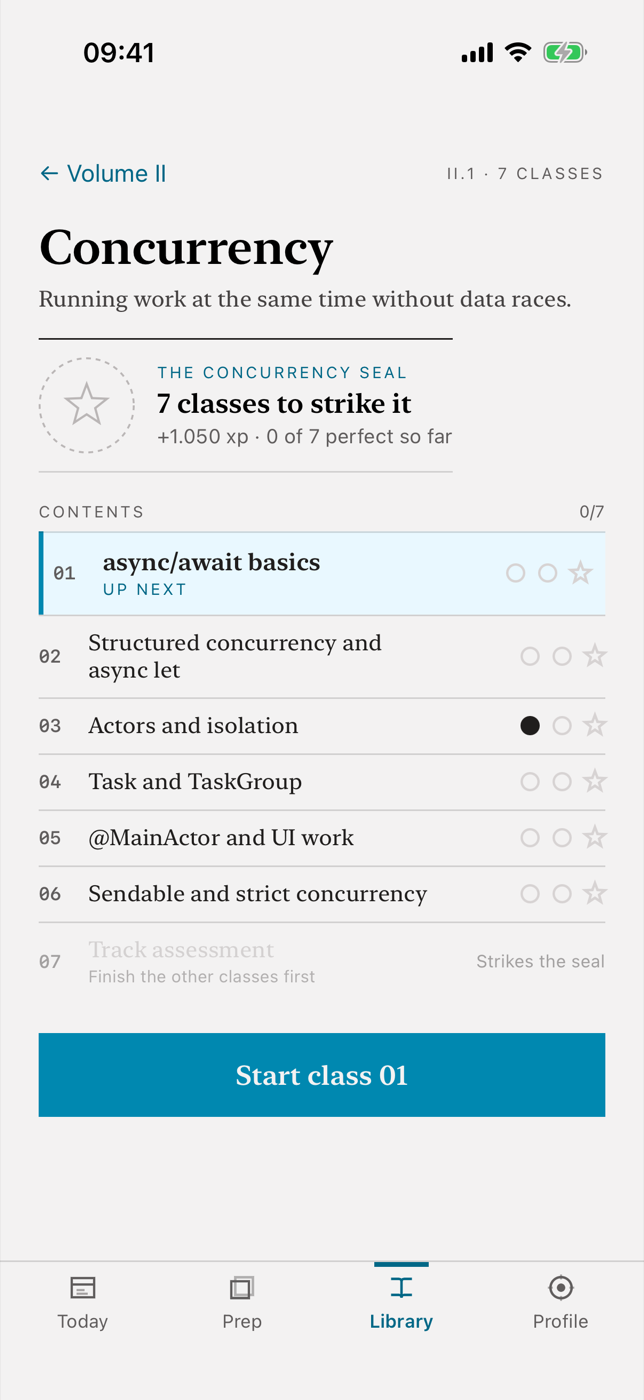 09:41
← Volume II
II.1 · 7 CLASSES
Concurrency
Running work at the same time without data races.
THE CONCURRENCY SEAL
7 classes to strike it
+1.050 xp · 0 of 7 perfect so far
CONTENTS
0/7
01
async/await basics
UP NEXT
02
Structured concurrency and
async let
03
Actors and isolation
04
Task and TaskGroup
05
@MainActor and UI work
06
Sendable and strict concurrency
07
Track assessment
Finish the other classes first
Strikes the seal
Start class 01
Today
Prep
Library
Profile